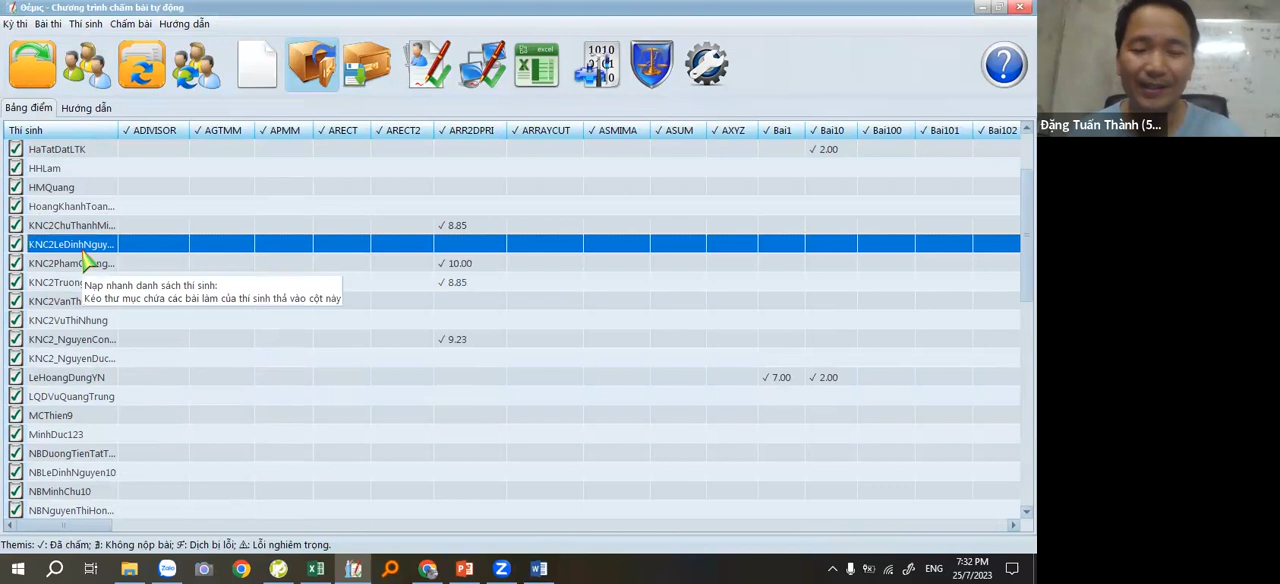 Θέμις - Chương trình chấm bài tự động
Kỳ thi Bài thi Thí sinh Chấm bài Hướng dẫn
excel
1010
Bảng điểm Hướng dẫn
Thí sinh ✓ ADIVISOR ✓ AGTMM ✓ APMM ✓ ARECT ✓ ARECT2 ✓ ARR2DPRI ✓ ARRAYCUT ✓ ASMIMA ✓ ASUM ✓ AXYZ ✓ Bai1 ✓ Bai10 ✓ Bai100 ✓ Bai101 ✓ Bai102
HaTatDatLTK ✓ 2.00
HHLam
HMQuang
HoangKhanhToan...
KNC2ChuThanhMi... ✓ 8.85
KNC2LeDinhNguy...
✓ 10.00
✓ 8.85
Nạp nhanh danh sách thí sinh:
Kéo thư mục chứa các bài làm của thí sinh thả vào cột này
KNC2VuThiNhung
KNC2_NguyenCon... ✓ 9.23
KNC2_NguyenDuc...
LeHoangDungYN ✓ 7.00 ✓ 2.00
LQDVuQuangTrung
MCThien9
MinhDuc123
NBDuongTienTatT...
NBLeDinhNguyen10
NBMinhChu10
NBNguyenThiHon...
Themis: ✓: Đã chấm; ∄: Không nộp bài; Ϝ: Dịch bị lỗi; ⚠: Lỗi nghiêm trọng.
ENG
7:32 PM
25/7/2023
Đặng Tuấn Thành (5...